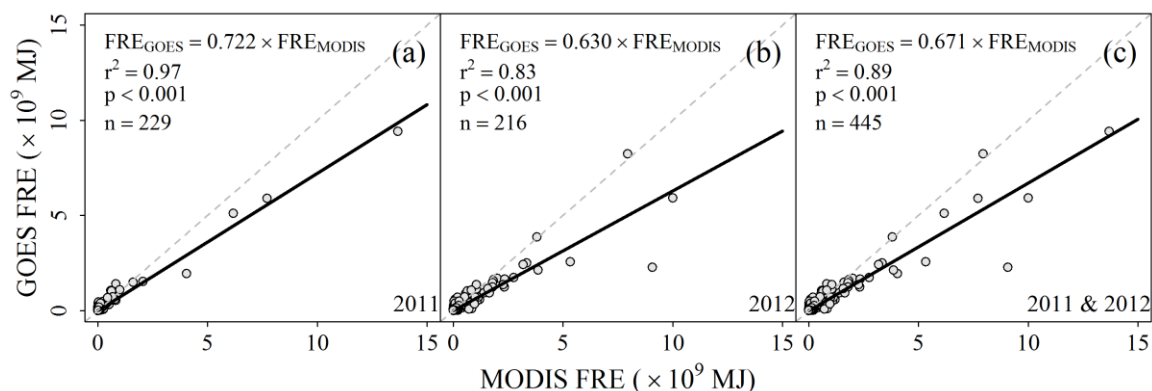 GOES FRE (× 10⁹ MJ)
15
10
5
0
FRE_GOES = 0.722 × FRE_MODIS (a)
r² = 0.97
p < 0.001
n = 229
2011
0 5 10 15
FRE_GOES = 0.630 × FRE_MODIS (b)
r² = 0.83
p < 0.001
n = 216
2012
0 5 10 15
FRE_GOES = 0.671 × FRE_MODIS (c)
r² = 0.89
p < 0.001
n = 445
2011 & 2012
0 5 10 15
MODIS FRE (× 10⁹ MJ)